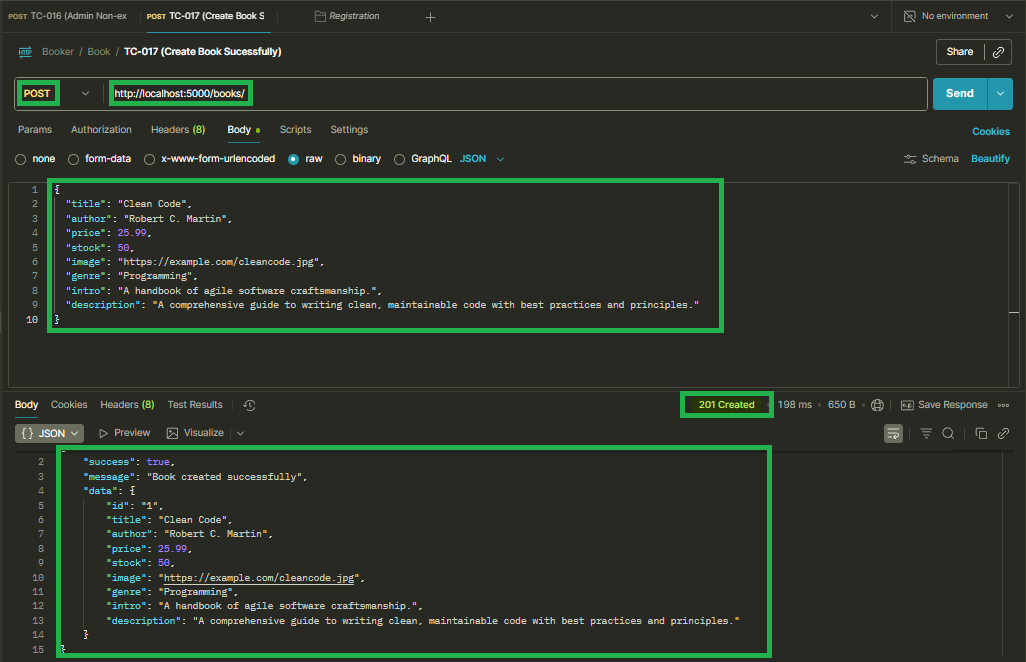 POST TC-016 (Admin Non-ex POST TC-017 (Create Book S Registration + No environment
HTTP Booker / Book / TC-017 (Create Book Sucessfully) Share
POST http://localhost:5000/books/ Send
Params Authorization Headers (8) Body Scripts Settings Cookies
none form-data x-www-form-urlencoded raw binary GraphQL JSON Schema Beautify
1 {
2 "title": "Clean Code",
3 "author": "Robert C. Martin",
4 "price": 25.99,
5 "stock": 50,
6 "image": "https://example.com/cleancode.jpg",
7 "genre": "Programming",
8 "intro": "A handbook of agile software craftsmanship.",
9 "description": "A comprehensive guide to writing clean, maintainable code with best practices and principles."
10 }
Body Cookies Headers (8) Test Results 201 Created 198 ms 650 B Save Response
{} JSON Preview Visualize
2 "success": true,
3 "message": "Book created successfully",
4 "data": {
5 "id": "1",
6 "title": "Clean Code",
7 "author": "Robert C. Martin",
8 "price": 25.99,
9 "stock": 50,
10 "image": "https://example.com/cleancode.jpg",
11 "genre": "Programming",
12 "intro": "A handbook of agile software craftsmanship.",
13 "description": "A comprehensive guide to writing clean, maintainable code with best practices and principles."
14 }
15 }